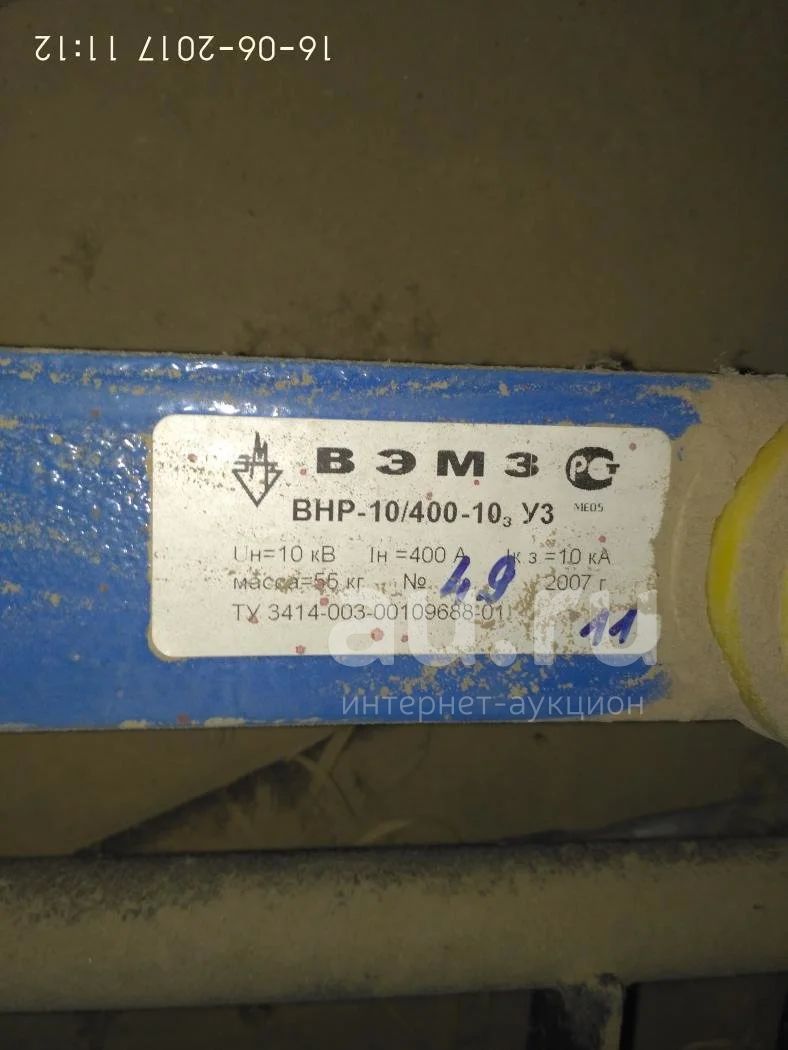 16-06-2017 11:12
ВЭМЗ
РСТ
ВНР-10/400-10з У3
МЕ05
Uн=10 кВ Iн =400 А Iк з =10 кА
масса=55 кг № 49 2007 г
ТУ 3414-003-00109688-01
11
au.ru
интернет-аукцион